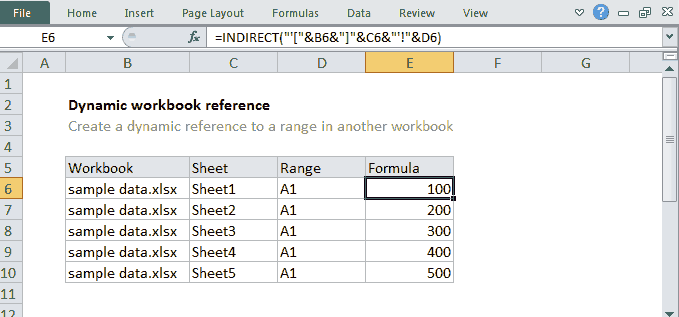 File Home Insert Page Layout Formulas Data Review View
E6 fx =INDIRECT("'["&B6&"]"&C6&"'!"&D6)
A B C D E F G
1
2 Dynamic workbook reference
3 Create a dynamic reference to a range in another workbook
4
5 Workbook Sheet Range Formula
6 sample data.xlsx Sheet1 A1 100
7 sample data.xlsx Sheet2 A1 200
8 sample data.xlsx Sheet3 A1 300
9 sample data.xlsx Sheet4 A1 400
10 sample data.xlsx Sheet5 A1 500
11
12